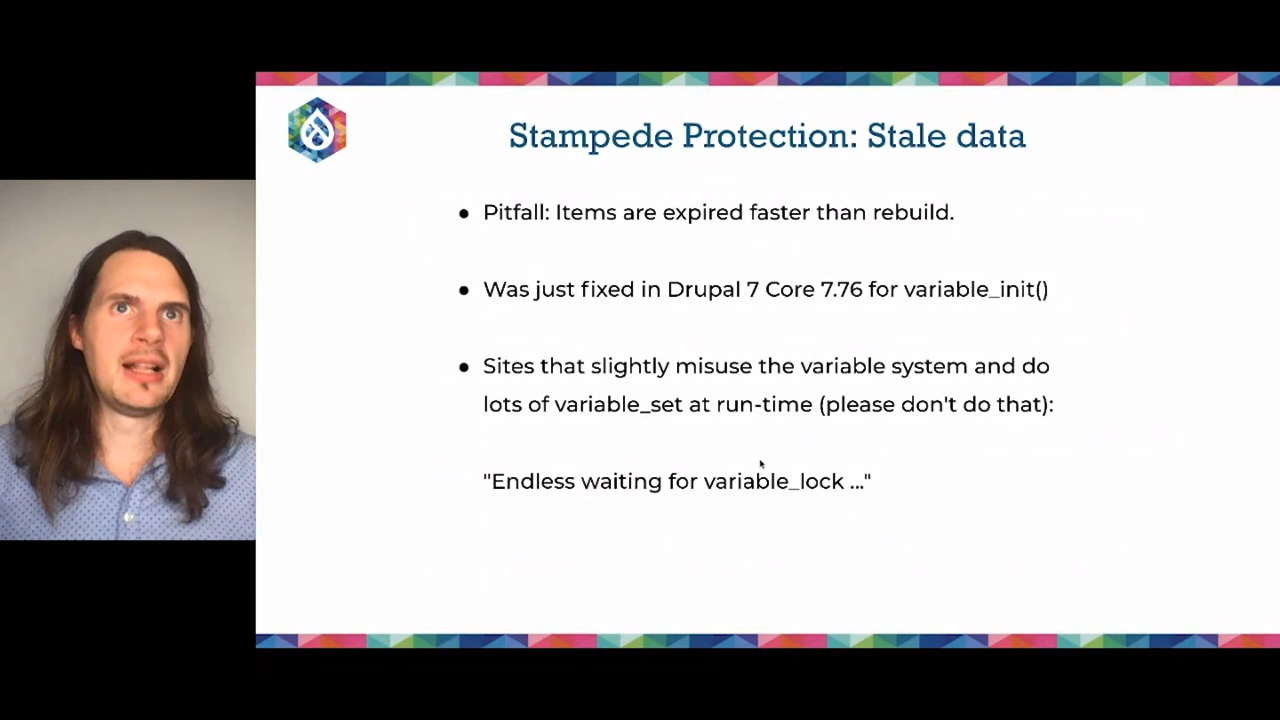 Stampede Protection: Stale data
● Pitfall: Items are expired faster than rebuild.
● Was just fixed in Drupal 7 Core 7.76 for variable_init()
● Sites that slightly misuse the variable system and do
lots of variable_set at run-time (please don't do that):
"Endless waiting for variable_lock ..."